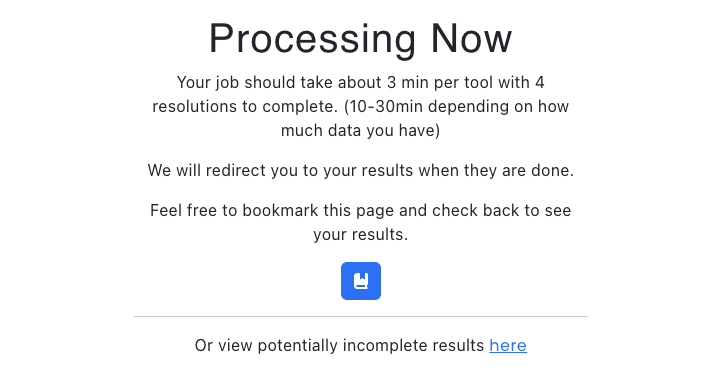 Processing Now
Your job should take about 3 min per tool with 4
resolutions to complete. (10-30min depending on how
much data you have)
We will redirect you to your results when they are done.
Feel free to bookmark this page and check back to see
your results.
Or view potentially incomplete results here